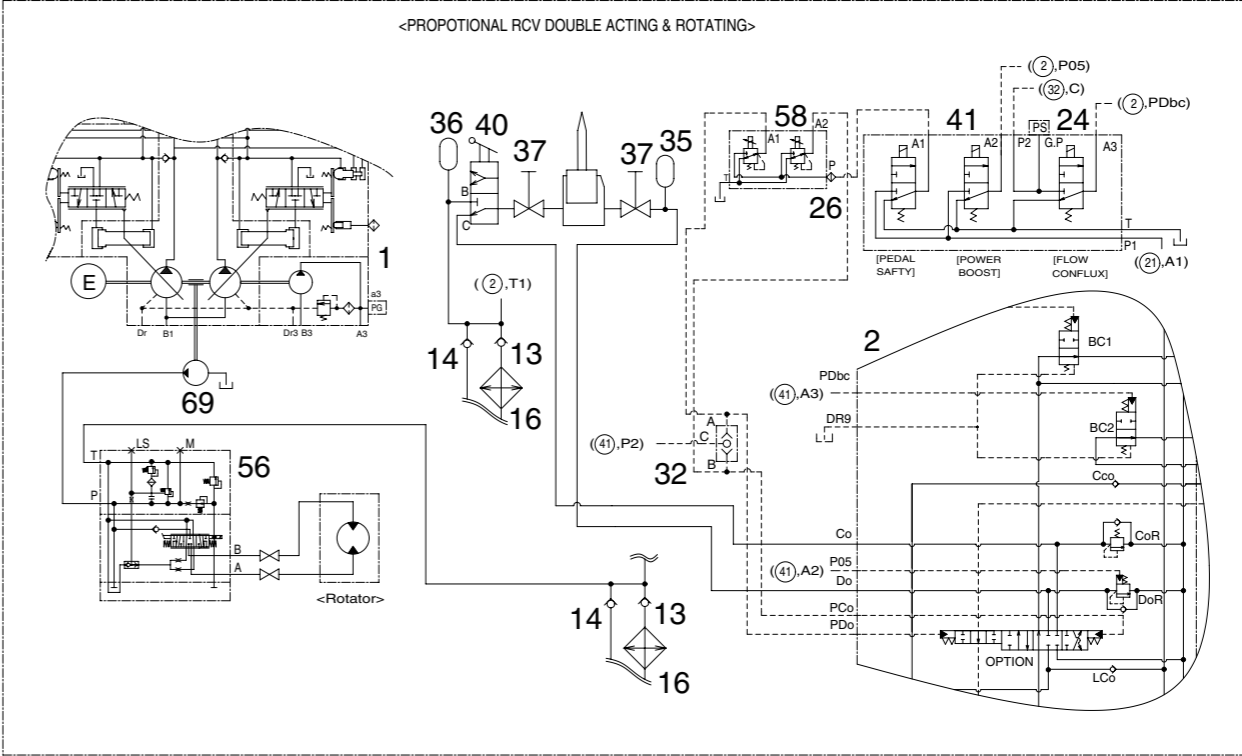 <PROPOTIONAL RCV DOUBLE ACTING & ROTATING>
(2,P05)
(32,C)
(2,PDbc)
36
40
37
37
35
58
A1
A2
T
P
26
41
PS
24
A1
A2
P2
G.P
A3
T
P1
(21,A1)
[PEDAL
SAFTY]
[POWER
BOOST]
[FLOW
CONFLUX]
B
C
1
E
a3
PG
Dr
B1
Dr3
B3
A3
(2,T1)
14
13
16
69
2
BC1
PDbc
(41,A3)
DR9
BC2
A
C
B
(41,P2)
32
Cco
LS
M
T
P
56
B
A
<Rotator>
Co
CoR
P05
(41,A2)
Do
DoR
PCo
PDo
OPTION
LCo
14
13
16